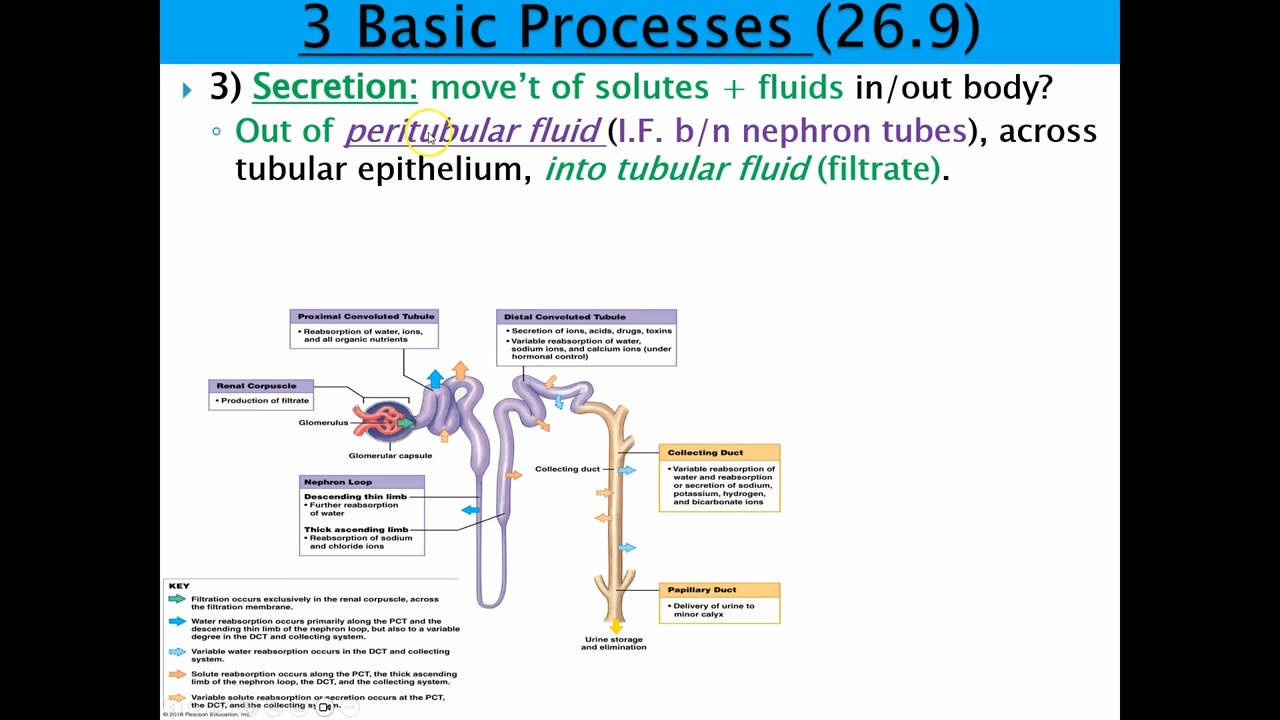 3 Basic Processes (26.9)
3) Secretion: move't of solutes + fluids in/out body?
Out of peritubular fluid (I.F. b/n nephron tubes), across
tubular epithelium, into tubular fluid (filtrate).
Proximal Convoluted Tubule
• Reabsorption of water, ions,
and all organic nutrients
Distal Convoluted Tubule
• Secretion of ions, acids, drugs, toxins
• Variable reabsorption of water,
sodium ions, and calcium ions (under
hormonal control)
Renal Corpuscle
• Production of filtrate
Glomerulus
Glomerular capsule
Nephron Loop
Descending thin limb
• Further reabsorption
of water
Thick ascending limb
• Reabsorption of sodium
and chloride ions
Collecting duct
Collecting Duct
• Variable reabsorption of
water and reabsorption
or secretion of sodium,
potassium, hydrogen,
and bicarbonate ions
Papillary Duct
• Delivery of urine to
minor calyx
Urine storage
and elimination
KEY
Filtration occurs exclusively in the renal corpuscle, across
the filtration membrane.
Water reabsorption occurs primarily along the PCT and the
descending thin limb of the nephron loop, but also to a variable
degree in the DCT and collecting system.
Variable water reabsorption occurs in the DCT and collecting
system.
Solute reabsorption occurs along the PCT, the thick ascending
limb of the nephron loop, the DCT, and the collecting system.
Variable solute reabsorption or secretion occurs at the PCT,
the DCT, and the collecting system.
© 2018 Pearson Education, Inc.